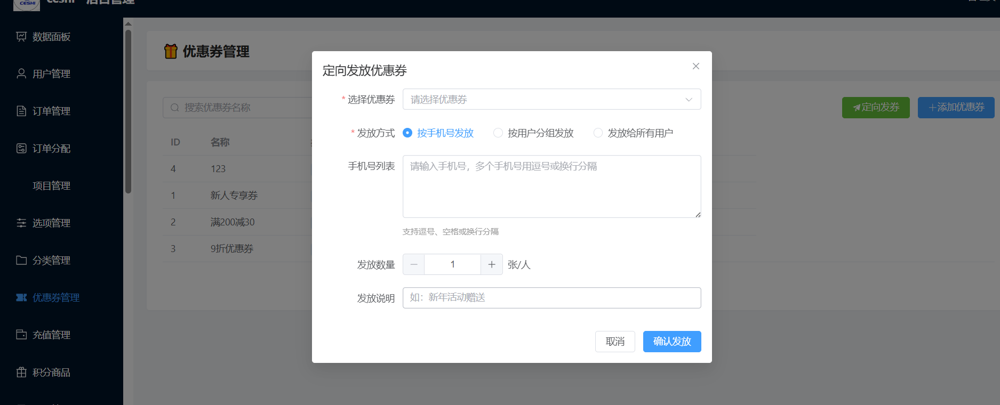 CESHI
数据面板
用户管理
订单管理
订单分配
项目管理
选项管理
分类管理
优惠券管理
充值管理
积分商品
优惠券管理
搜索优惠券名称
定向发券
添加优惠券
ID 名称
4 123
1 新人专享券
2 满200减30
3 9折优惠券
定向发放优惠券
* 选择优惠券 请选择优惠券
* 发放方式 按手机号发放 按用户分组发放 发放给所有用户
手机号列表 请输入手机号，多个手机号用逗号或换行分隔
支持逗号、空格或换行分隔
发放数量 1 张/人
发放说明 如：新年活动赠送
取消 确认发放